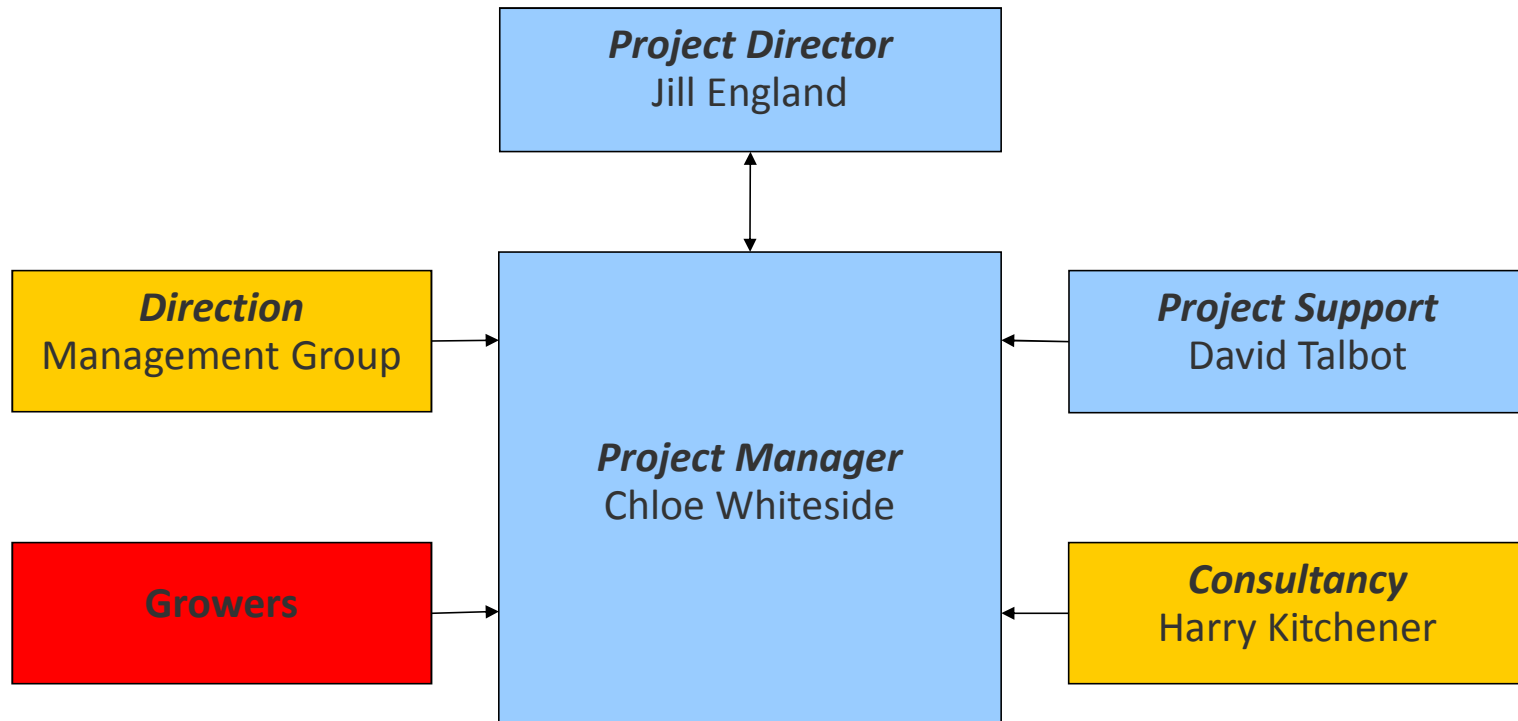 Project Director
Jill England
Direction
Management Group
Project Support
David Talbot
Project Manager
Chloe Whiteside
Growers
Consultancy
Harry Kitchener